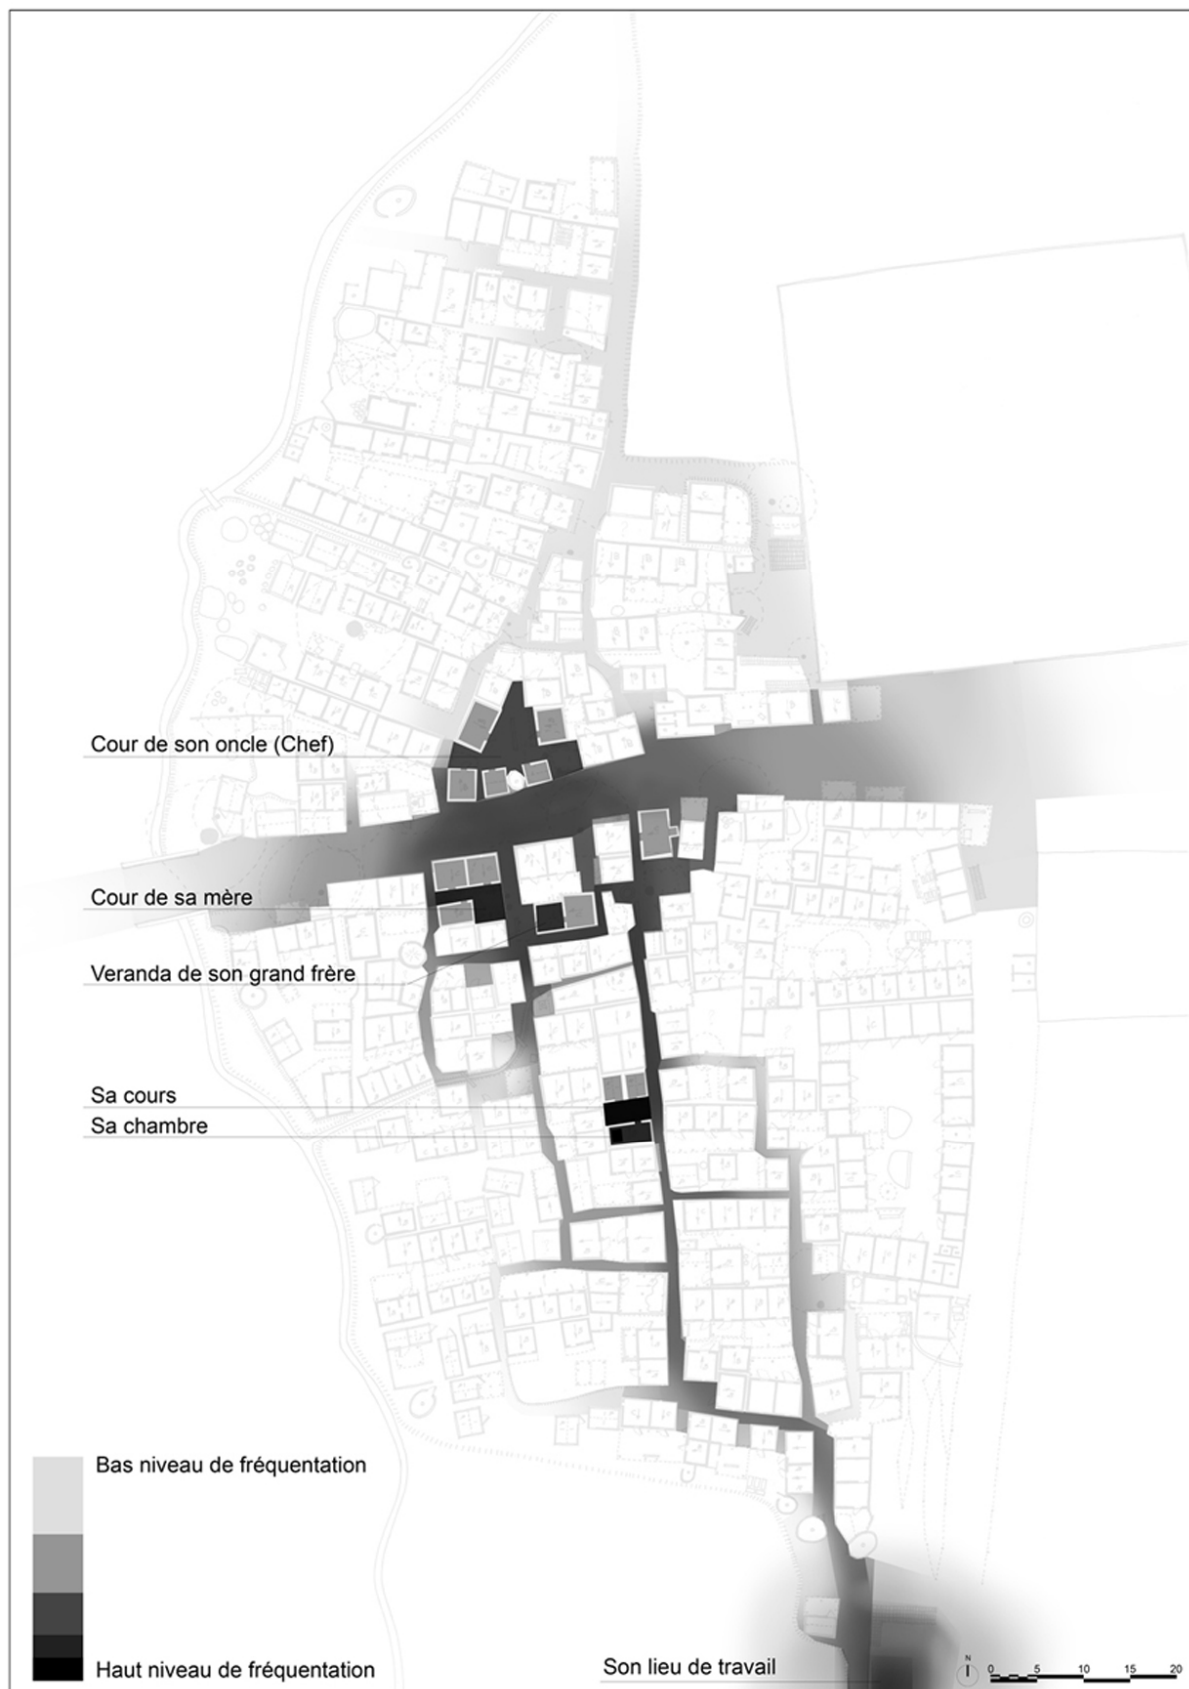 Cour de son oncle (Chef)
Cour de sa mère
Veranda de son grand frère
Sa cours
Sa chambre
Bas niveau de fréquentation
Haut niveau de fréquentation
Son lieu de travail
N
0 5 10 15 20